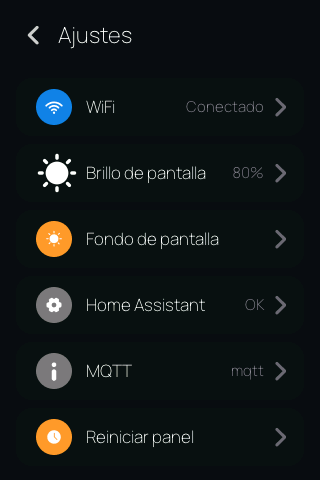 Ajustes
WiFi Conectado
Brillo de pantalla 80%
Fondo de pantalla
Home Assistant OK
MQTT mqtt
Reiniciar panel